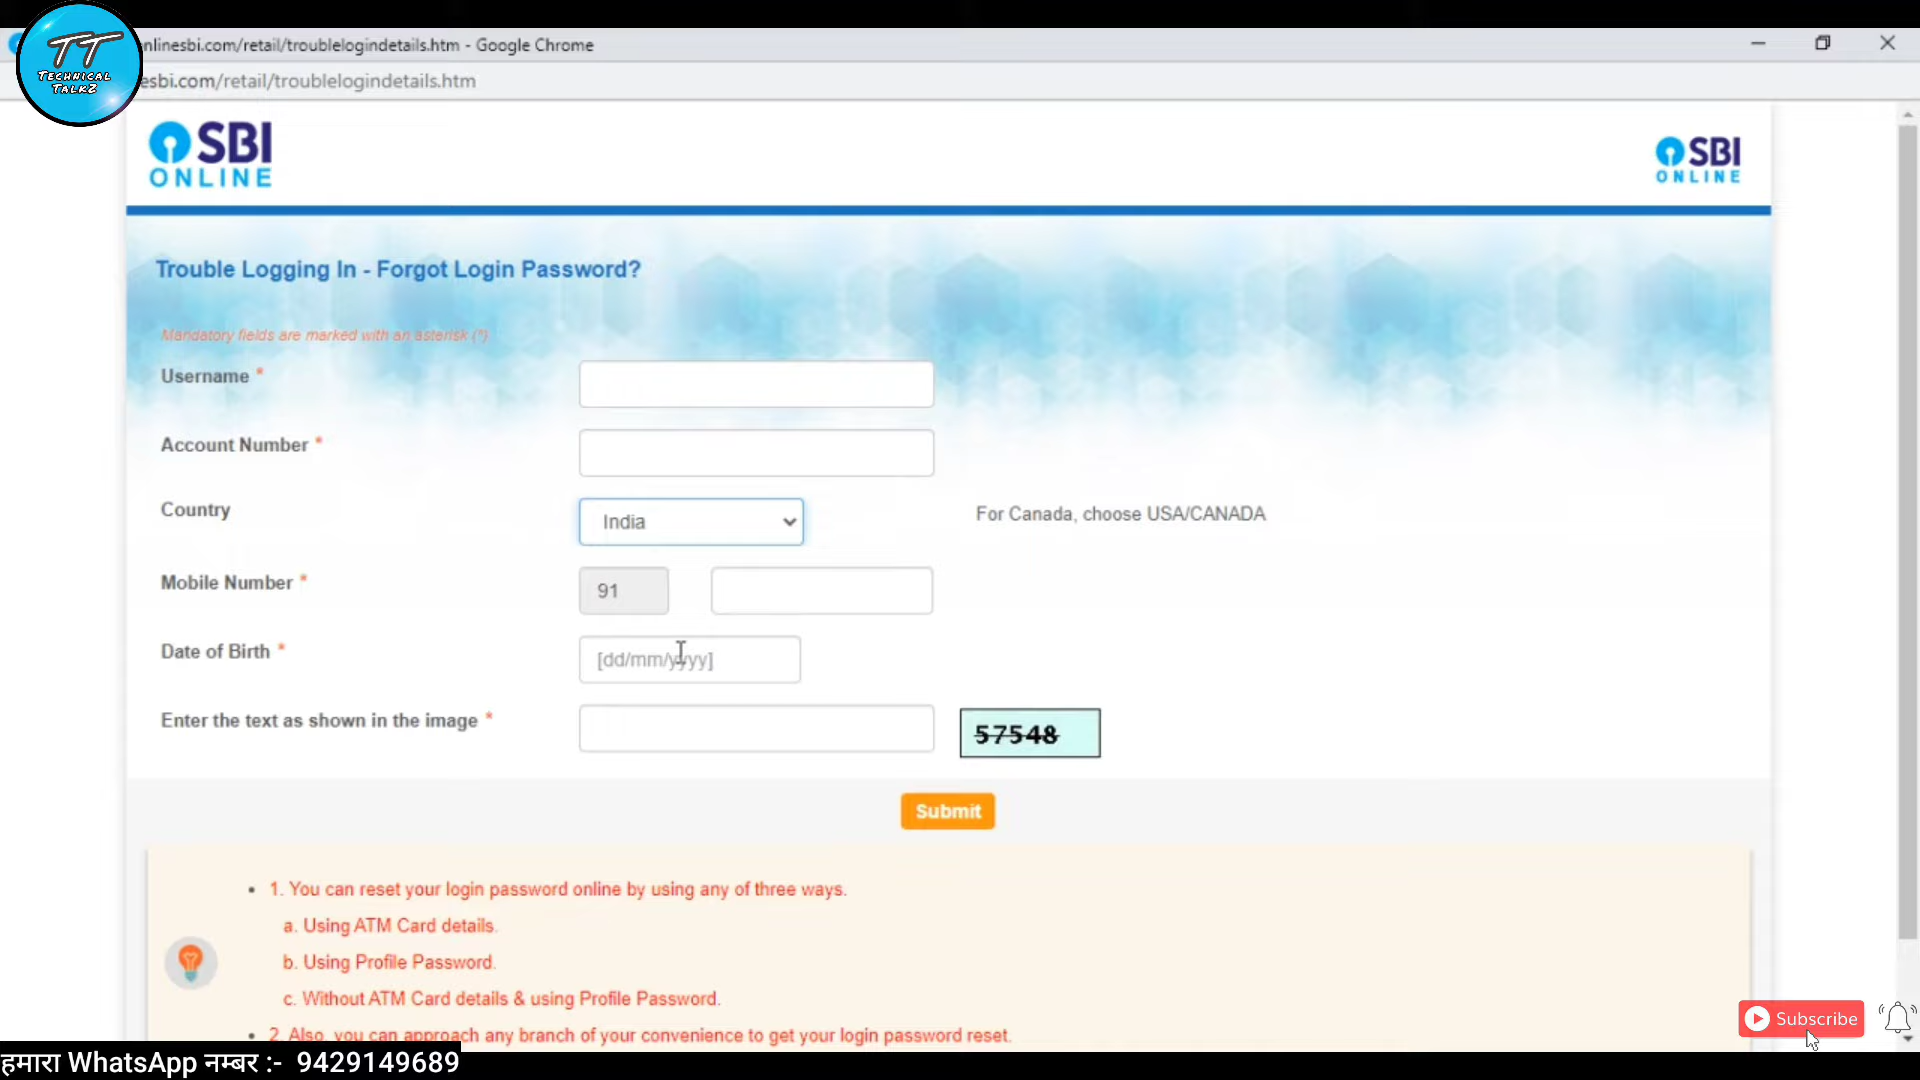 TT
TECHNICAL
TALKZ
nlinesbi.com/retail/troublelogindetails.htm - Google Chrome
esbi.com/retail/troublelogindetails.htm
SBI
ONLINE
SBI
ONLINE
Trouble Logging In - Forgot Login Password?
Mandatory fields are marked with an asterisk (*)
Username *
Account Number *
Country
India
For Canada, choose USA/CANADA
Mobile Number *
91
Date of Birth *
[dd/mm/yyyy]
Enter the text as shown in the image *
57548
Submit
• 1. You can reset your login password online by using any of three ways.
a. Using ATM Card details.
b. Using Profile Password.
c. Without ATM Card details & using Profile Password.
• 2. Also, you can approach any branch of your convenience to get your login password reset.
Subscribe
हमारा WhatsApp नम्बर :- 9429149689